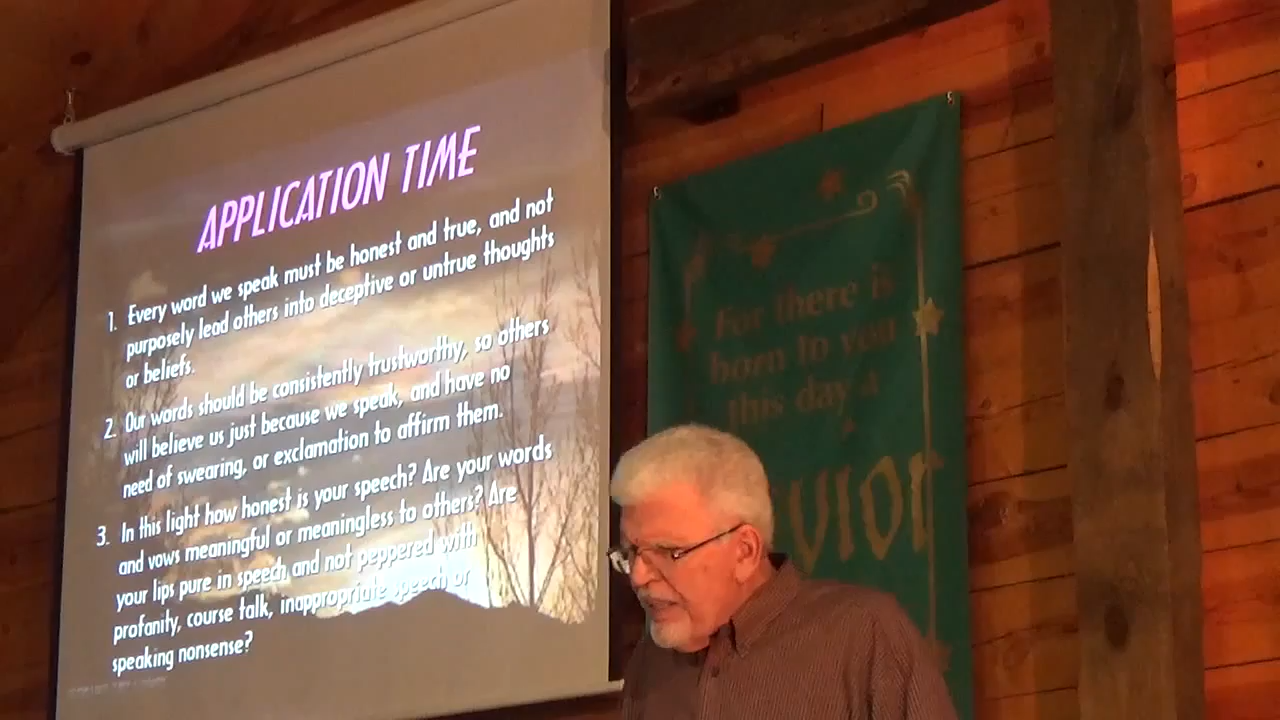 APPLICATION TIME
1. Every word we speak must be honest and true, and not
purposely lead others into deceptive or untrue thoughts
or beliefs.
2. Our words should be consistently trustworthy, so others
will believe us just because we speak, and have no
need of swearing, or exclamation to affirm them.
3. In this light how honest is your speech? Are your words
and vows meaningful or meaningless to others? Are
your lips pure in speech and not peppered with
profanity, course talk, inappropriate speech or
speaking nonsense?
For there is
born to you
this day a